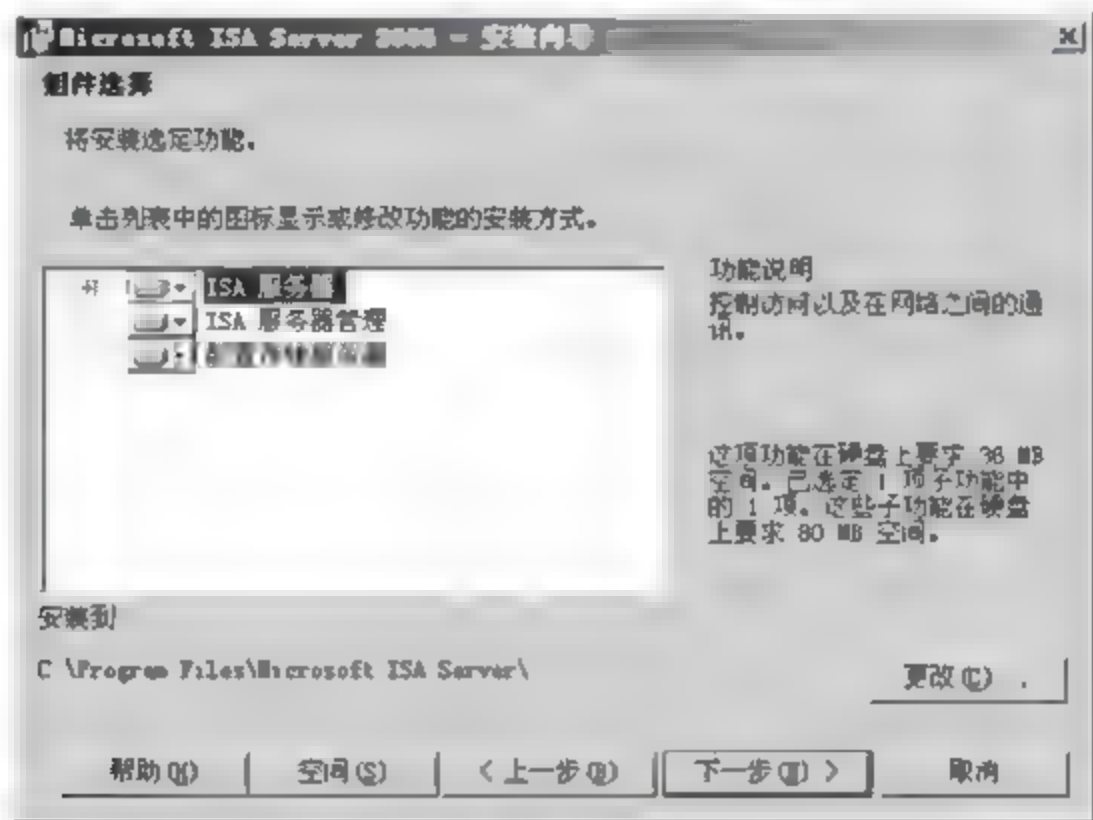 Microsoft ISA Server 2006 - 安装向导
组件选择
将安装选定功能。
单击列表中的图标显示或修改功能的安装方式。
ISA 服务器
ISA 服务器管理
功能说明
控制访问以及在网络之间的通
讯。
这项功能在硬盘上要求 36 MB
空间。已选定 1 项子功能中
的 1 项。这些子功能在硬盘
上要求 80 MB 空间。
安装到
C \Program Files\Microsoft ISA Server\
更改(C) .
帮助(H)
空间(S)
< 上一步(B)
下一步(N) >
取消